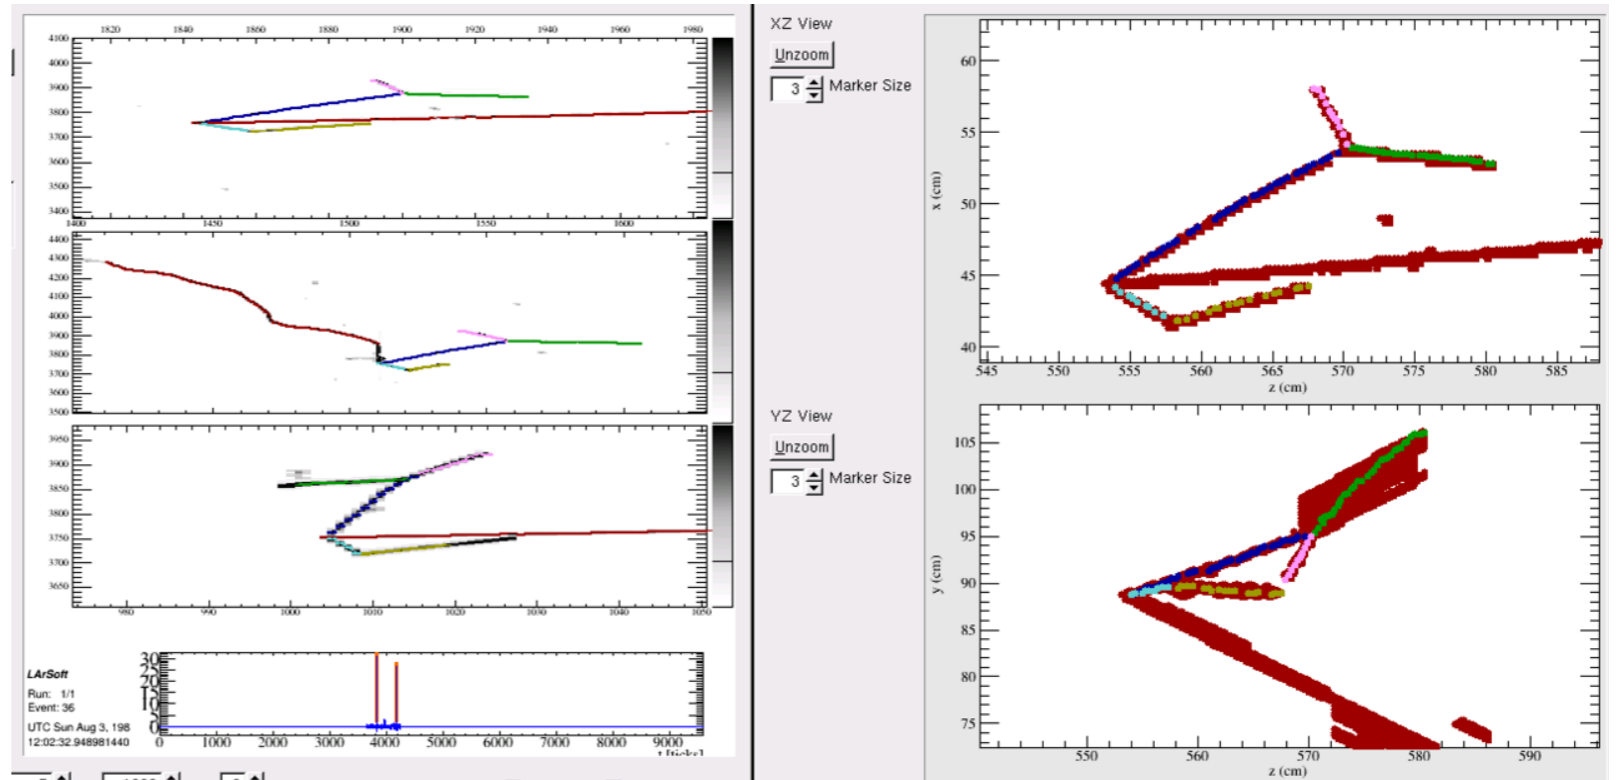 1820 1840 1860 1880 1900 1920 1940 1960 1980
4100
4000
3900
3800
3700
3600
3500
3400
1400 1450 1500 1550 1600
4400
4300
4200
4100
4000
3900
3800
3700
3600
3500
3950
3900
3850
3800
3750
3700
3650
980 990 1000 1010 1020 1030 1040 1050
30
25
20
15
10
5
0
0 1000 2000 3000 4000 5000 6000 7000 8000 9000
t [ticks]
LArSoft
Run: 1/1
Event: 36
UTC Sun Aug 3, 198
12:02:32.948981440
XZ View
Unzoom
3 Marker Size
YZ View
Unzoom
3 Marker Size
60
55
50
45
40
x (cm)
545 550 555 560 565 570 575 580 585
z (cm)
105
100
95
90
85
80
75
y (cm)
550 560 570 580 590
z (cm)